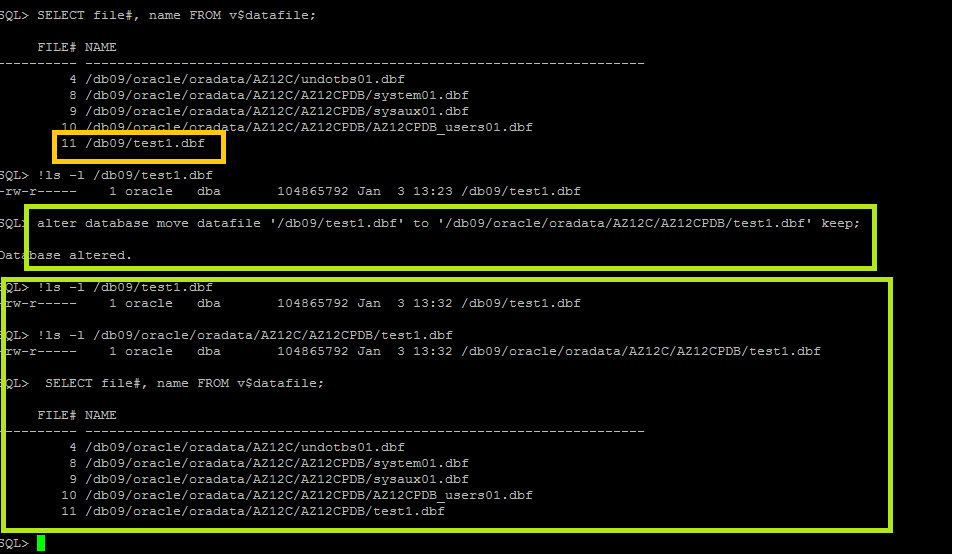 SQL> SELECT file#, name FROM v$datafile;
FILE# NAME
---------- ----------------------------------------------------------------------
4 /db09/oracle/oradata/AZ12C/undotbs01.dbf
8 /db09/oracle/oradata/AZ12C/AZ12CPDB/system01.dbf
9 /db09/oracle/oradata/AZ12C/AZ12CPDB/sysaux01.dbf
10 /db09/oracle/oradata/AZ12C/AZ12CPDB/AZ12CPDB_users01.dbf
11 /db09/test1.dbf
SQL> !ls -l /db09/test1.dbf
-rw-r----- 1 oracle dba 104865792 Jan 3 13:23 /db09/test1.dbf
SQL> alter database move datafile '/db09/test1.dbf' to '/db09/oracle/oradata/AZ12C/AZ12CPDB/test1.dbf' keep;
Database altered.
SQL> !ls -l /db09/test1.dbf
-rw-r----- 1 oracle dba 104865792 Jan 3 13:32 /db09/test1.dbf
SQL> !ls -l /db09/oracle/oradata/AZ12C/AZ12CPDB/test1.dbf
-rw-r----- 1 oracle dba 104865792 Jan 3 13:32 /db09/oracle/oradata/AZ12C/AZ12CPDB/test1.dbf
SQL> SELECT file#, name FROM v$datafile;
FILE# NAME
---------- ----------------------------------------------------------------------
4 /db09/oracle/oradata/AZ12C/undotbs01.dbf
8 /db09/oracle/oradata/AZ12C/AZ12CPDB/system01.dbf
9 /db09/oracle/oradata/AZ12C/AZ12CPDB/sysaux01.dbf
10 /db09/oracle/oradata/AZ12C/AZ12CPDB/AZ12CPDB_users01.dbf
11 /db09/oracle/oradata/AZ12C/AZ12CPDB/test1.dbf
SQL>